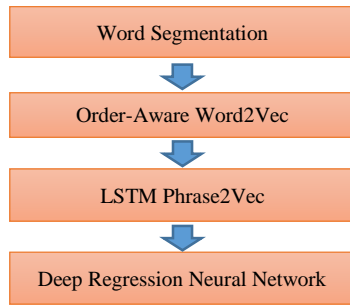 Word Segmentation
Order-Aware Word2Vec
LSTM Phrase2Vec
Deep Regression Neural Network